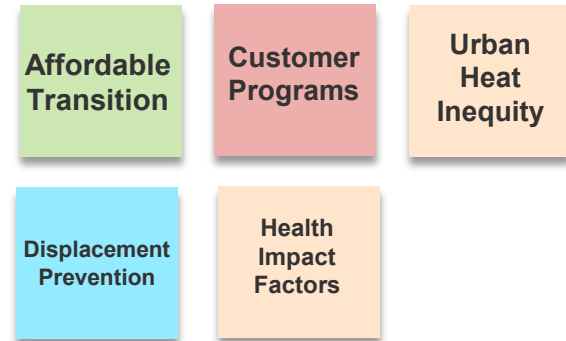 Affordable
Transition
Customer
Programs
Urban
Heat
Inequity
Displacement
Prevention
Health
Impact
Factors